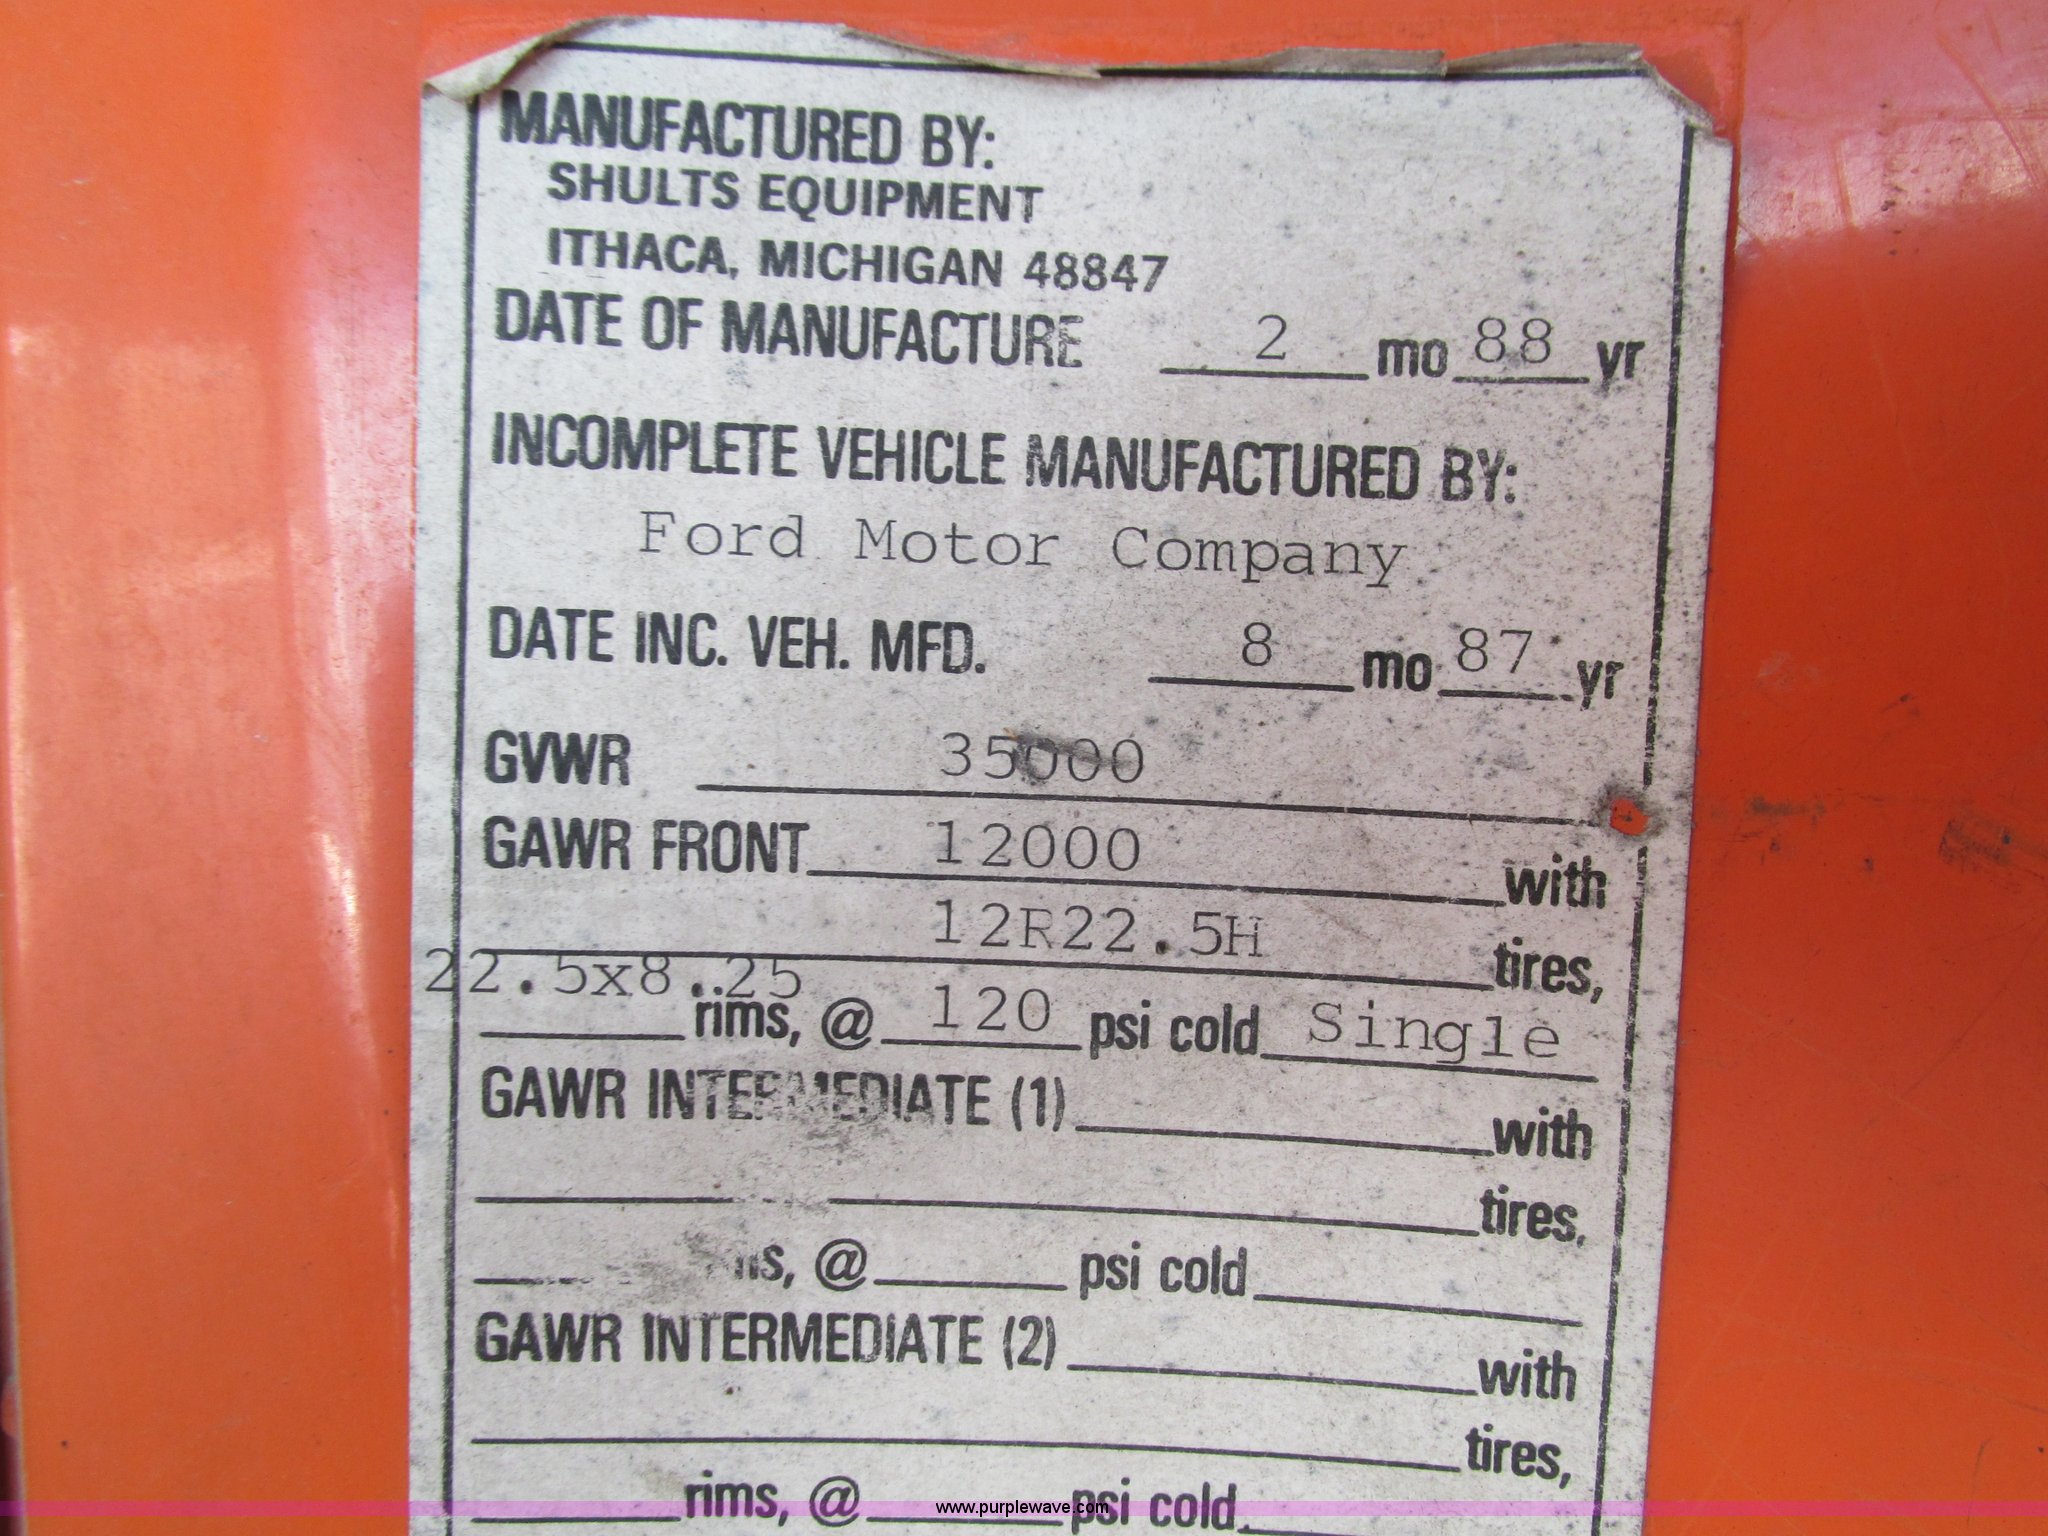 MANUFACTURED BY:
SHULTS EQUIPMENT
ITHACA, MICHIGAN 48847
DATE OF MANUFACTURE 2 mo 88 yr
INCOMPLETE VEHICLE MANUFACTURED BY:
Ford Motor Company
DATE INC. VEH. MFD. 8 mo 87 yr
GVWR 35000
GAWR FRONT 12000 with
12R22.5H tires,
22.5x8.25 rims, @ 120 psi cold Single
GAWR INTERMEDIATE (1) with
tires,
@ psi cold
GAWR INTERMEDIATE (2) with
tires,
rims, @ psi cold
www.purplewave.com